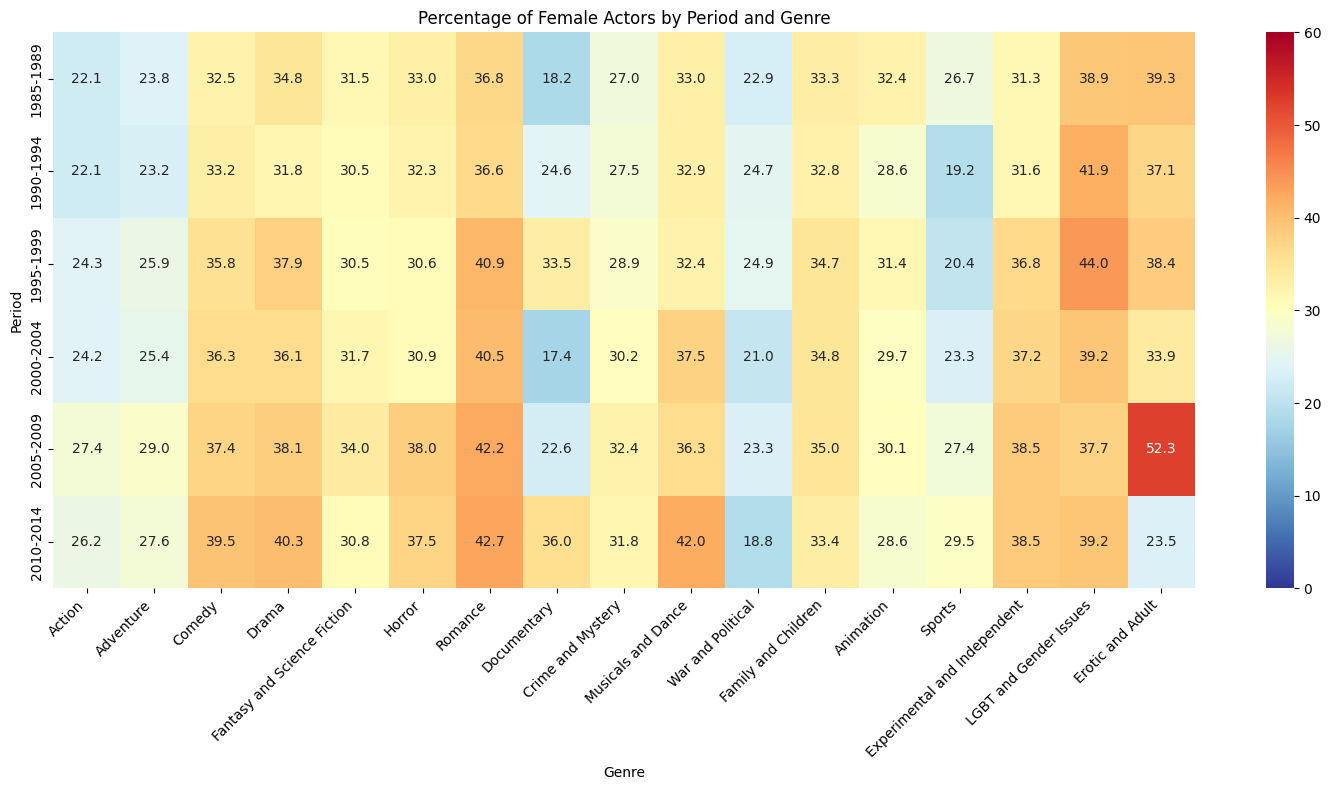 Percentage of Female Actors by Period and Genre
Period
1985-1989 22.1 23.8 32.5 34.8 31.5 33.0 36.8 18.2 27.0 33.0 22.9 33.3 32.4 26.7 31.3 38.9 39.3
1990-1994 22.1 23.2 33.2 31.8 30.5 32.3 36.6 24.6 27.5 32.9 24.7 32.8 28.6 19.2 31.6 41.9 37.1
1995-1999 24.3 25.9 35.8 37.9 30.5 30.6 40.9 33.5 28.9 32.4 24.9 34.7 31.4 20.4 36.8 44.0 38.4
2000-2004 24.2 25.4 36.3 36.1 31.7 30.9 40.5 17.4 30.2 37.5 21.0 34.8 29.7 23.3 37.2 39.2 33.9
2005-2009 27.4 29.0 37.4 38.1 34.0 38.0 42.2 22.6 32.4 36.3 23.3 35.0 30.1 27.4 38.5 37.7 52.3
2010-2014 26.2 27.6 39.5 40.3 30.8 37.5 42.7 36.0 31.8 42.0 18.8 33.4 28.6 29.5 38.5 39.2 23.5
Action
Adventure
Comedy
Drama
Fantasy and Science Fiction
Horror
Romance
Documentary
Crime and Mystery
Musicals and Dance
War and Political
Family and Children
Animation
Sports
Experimental and Independent
LGBT and Gender Issues
Erotic and Adult
Genre
60
50
40
30
20
10
0